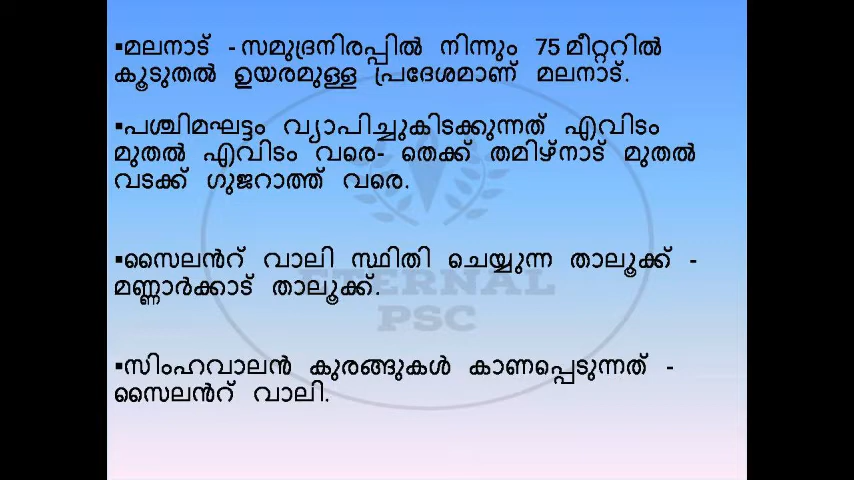 ▪മലനാട് - സമുദ്രനിരപ്പിൽ നിന്നും 75 മീറ്ററിൽ
കൂടുതൽ ഉയരമുള്ള പ്രദേശമാണ് മലനാട്.
▪പശ്ചിമഘട്ടം വ്യാപിച്ചുകിടക്കുന്നത് എവിടം
മുതൽ എവിടം വരെ- തെക്ക് തമിഴ്നാട് മുതൽ
വടക്ക് ഗുജറാത്ത് വരെ.
▪സൈലൻറ് വാലി സ്ഥിതി ചെയ്യുന്ന താലൂക്ക് -
മണ്ണാർക്കാട് താലൂക്ക്.
ETERNAL
PSC
▪സിംഹവാലൻ കുരങ്ങുകൾ കാണപ്പെടുന്നത് -
സൈലൻറ് വാലി.